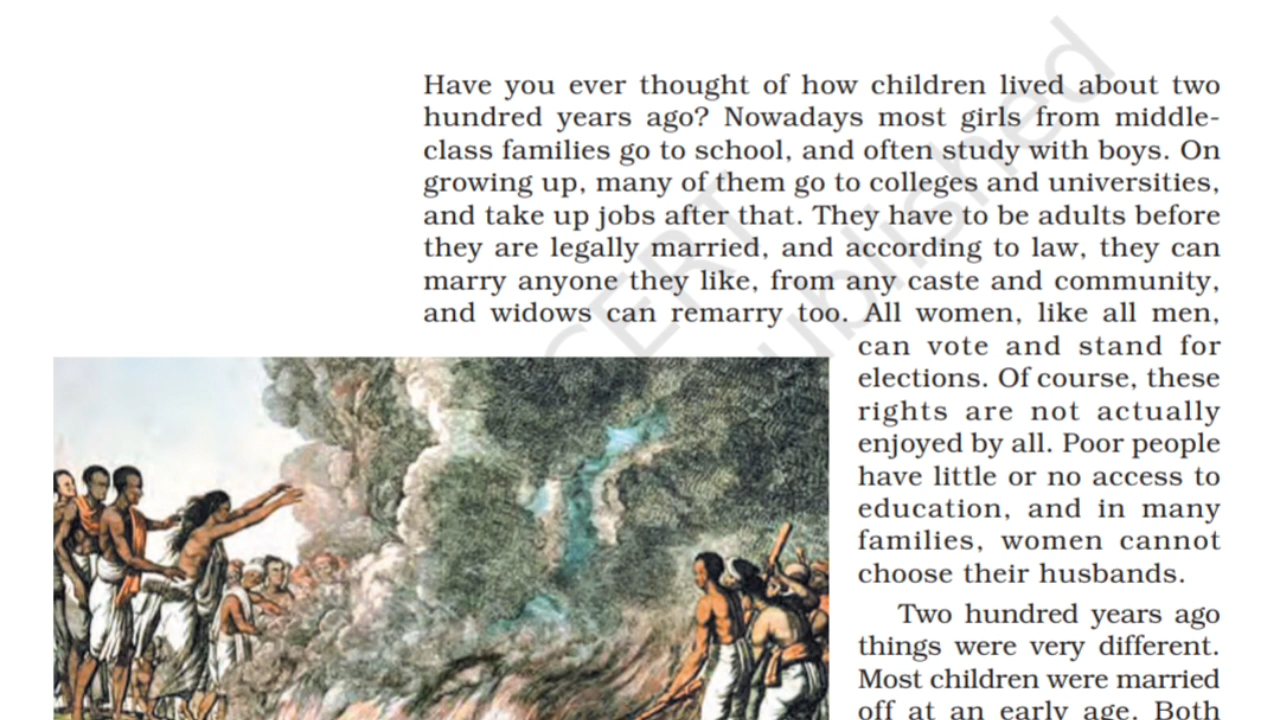 Have you ever thought of how children lived about two
hundred years ago? Nowadays most girls from middle-
class families go to school, and often study with boys. On
growing up, many of them go to colleges and universities,
and take up jobs after that. They have to be adults before
they are legally married, and according to law, they can
marry anyone they like, from any caste and community,
and widows can remarry too. All women, like all men,
can vote and stand for
elections. Of course, these
rights are not actually
enjoyed by all. Poor people
have little or no access to
education, and in many
families, women cannot
choose their husbands.
Two hundred years ago
things were very different.
Most children were married
off at an early age. Both